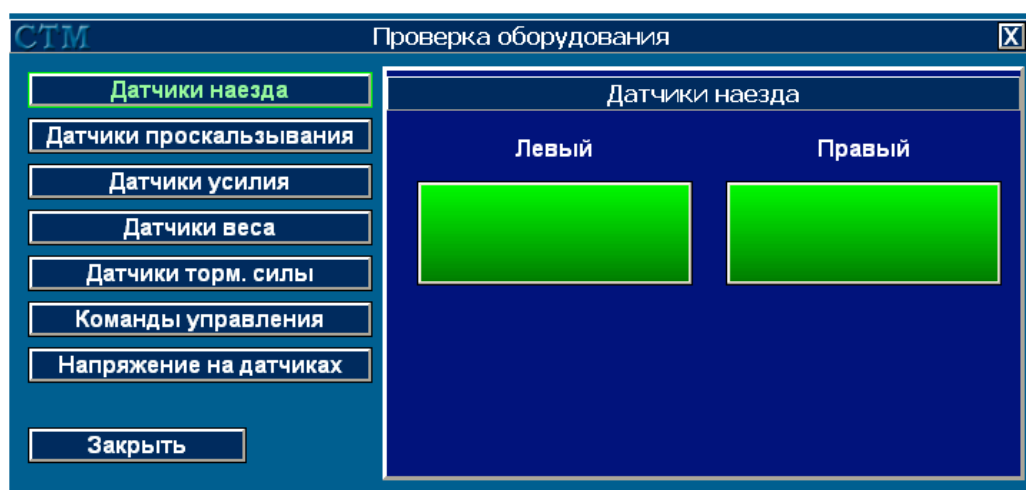 СТМ Проверка оборудования X
Датчики наезда
Датчики проскальзывания
Датчики усилия
Датчики веса
Датчики торм. силы
Команды управления
Напряжение на датчиках
Закрыть
Датчики наезда
Левый Правый